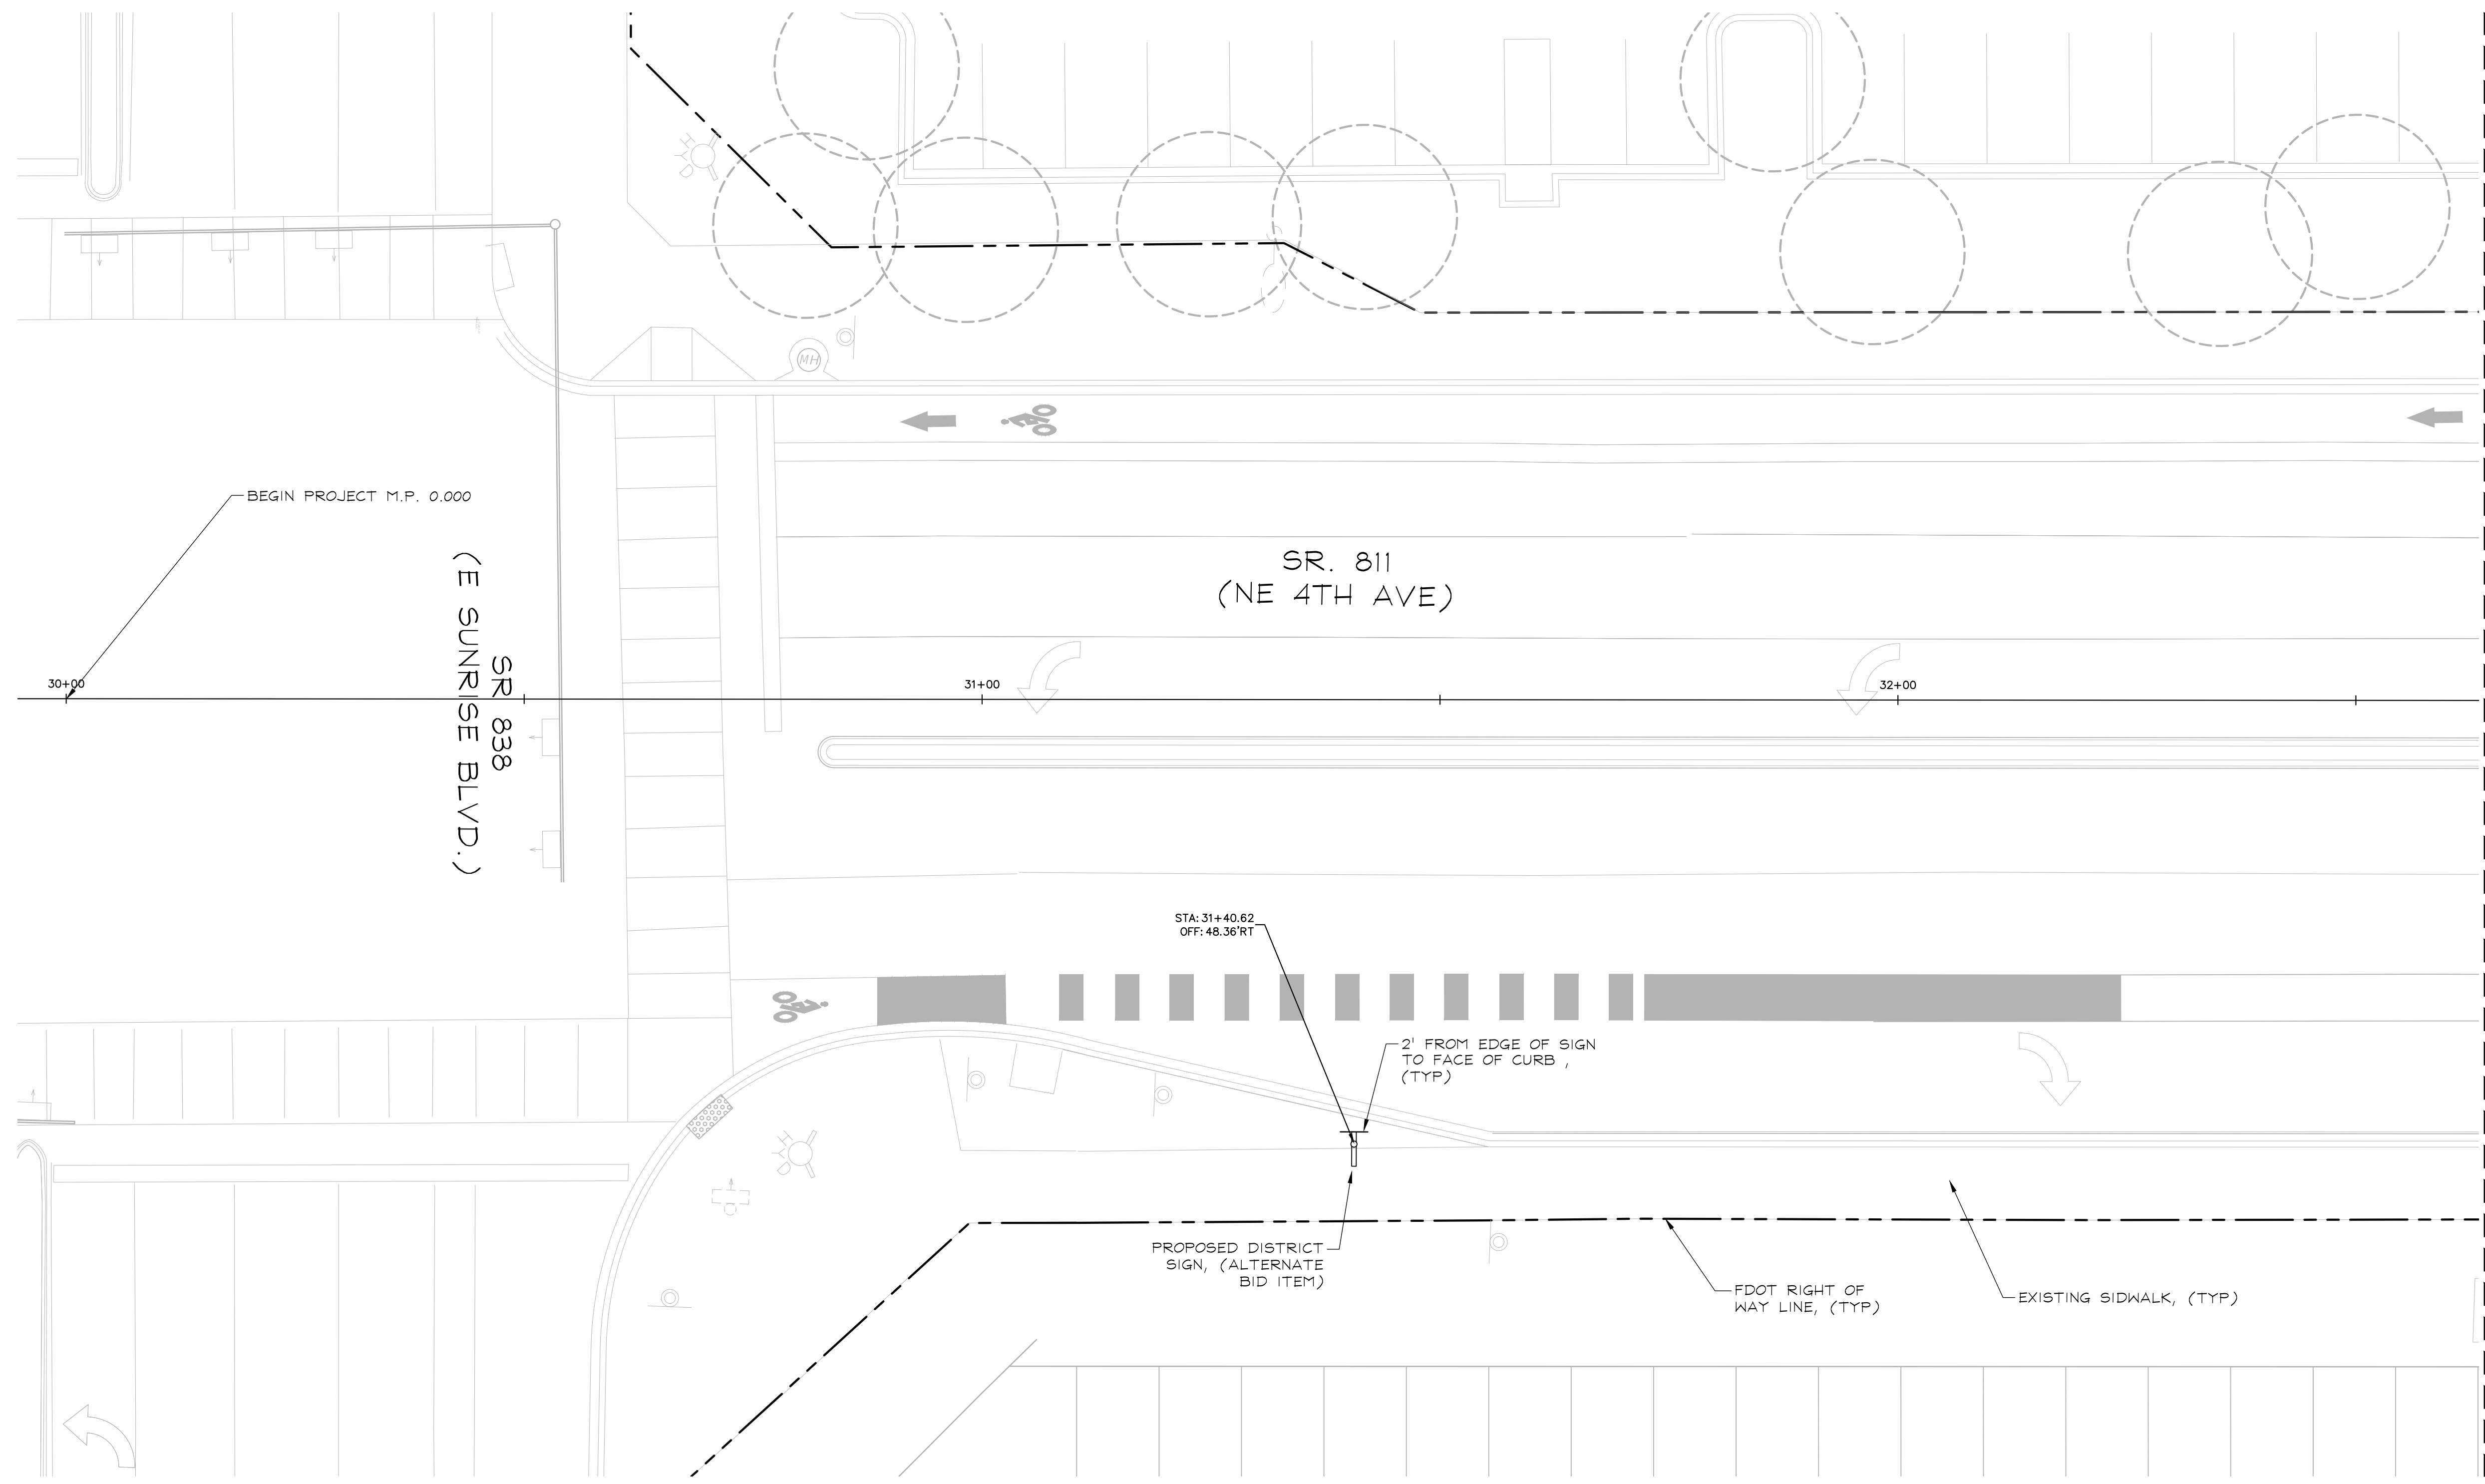 MH
BEGIN PROJECT M.P. 0.000
SR. 811
(NE 4TH AVE)
30+00
31+00
32+00
SR 838
(E SUNRISE BLVD.)
STA: 31+40.62
OFF: 48.36'RT
2' FROM EDGE OF SIGN
TO FACE OF CURB ,
(TYP)
PROPOSED DISTRICT
SIGN, (ALTERNATE
BID ITEM)
FDOT RIGHT OF
WAY LINE, (TYP)
EXISTING SIDWALK, (TYP)
HYD
HYD